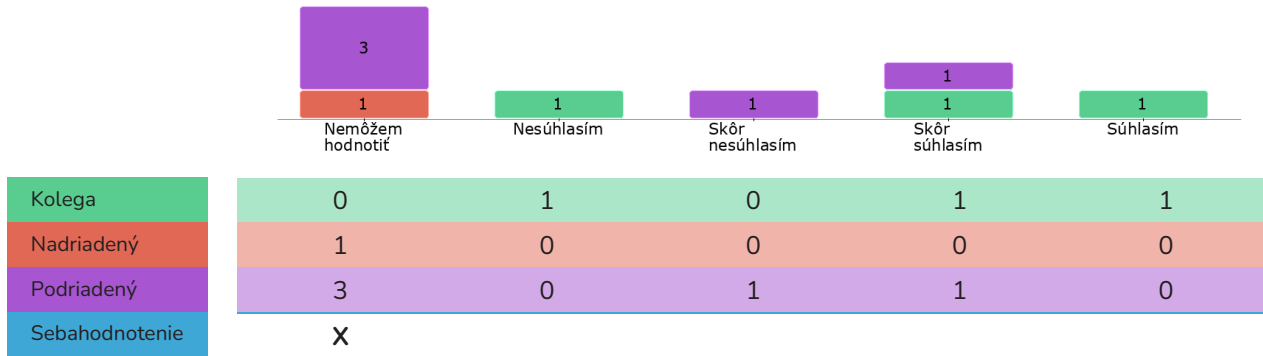 3
1
1
1
1
1
1
Nemôžem
hodnotiť
Nesúhlasím
Skôr
nesúhlasím
Skôr
súhlasím
Súhlasím
Kolega 0 1 0 1 1
Nadriadený 1 0 0 0 0
Podriadený 3 0 1 1 0
Sebahodnotenie x